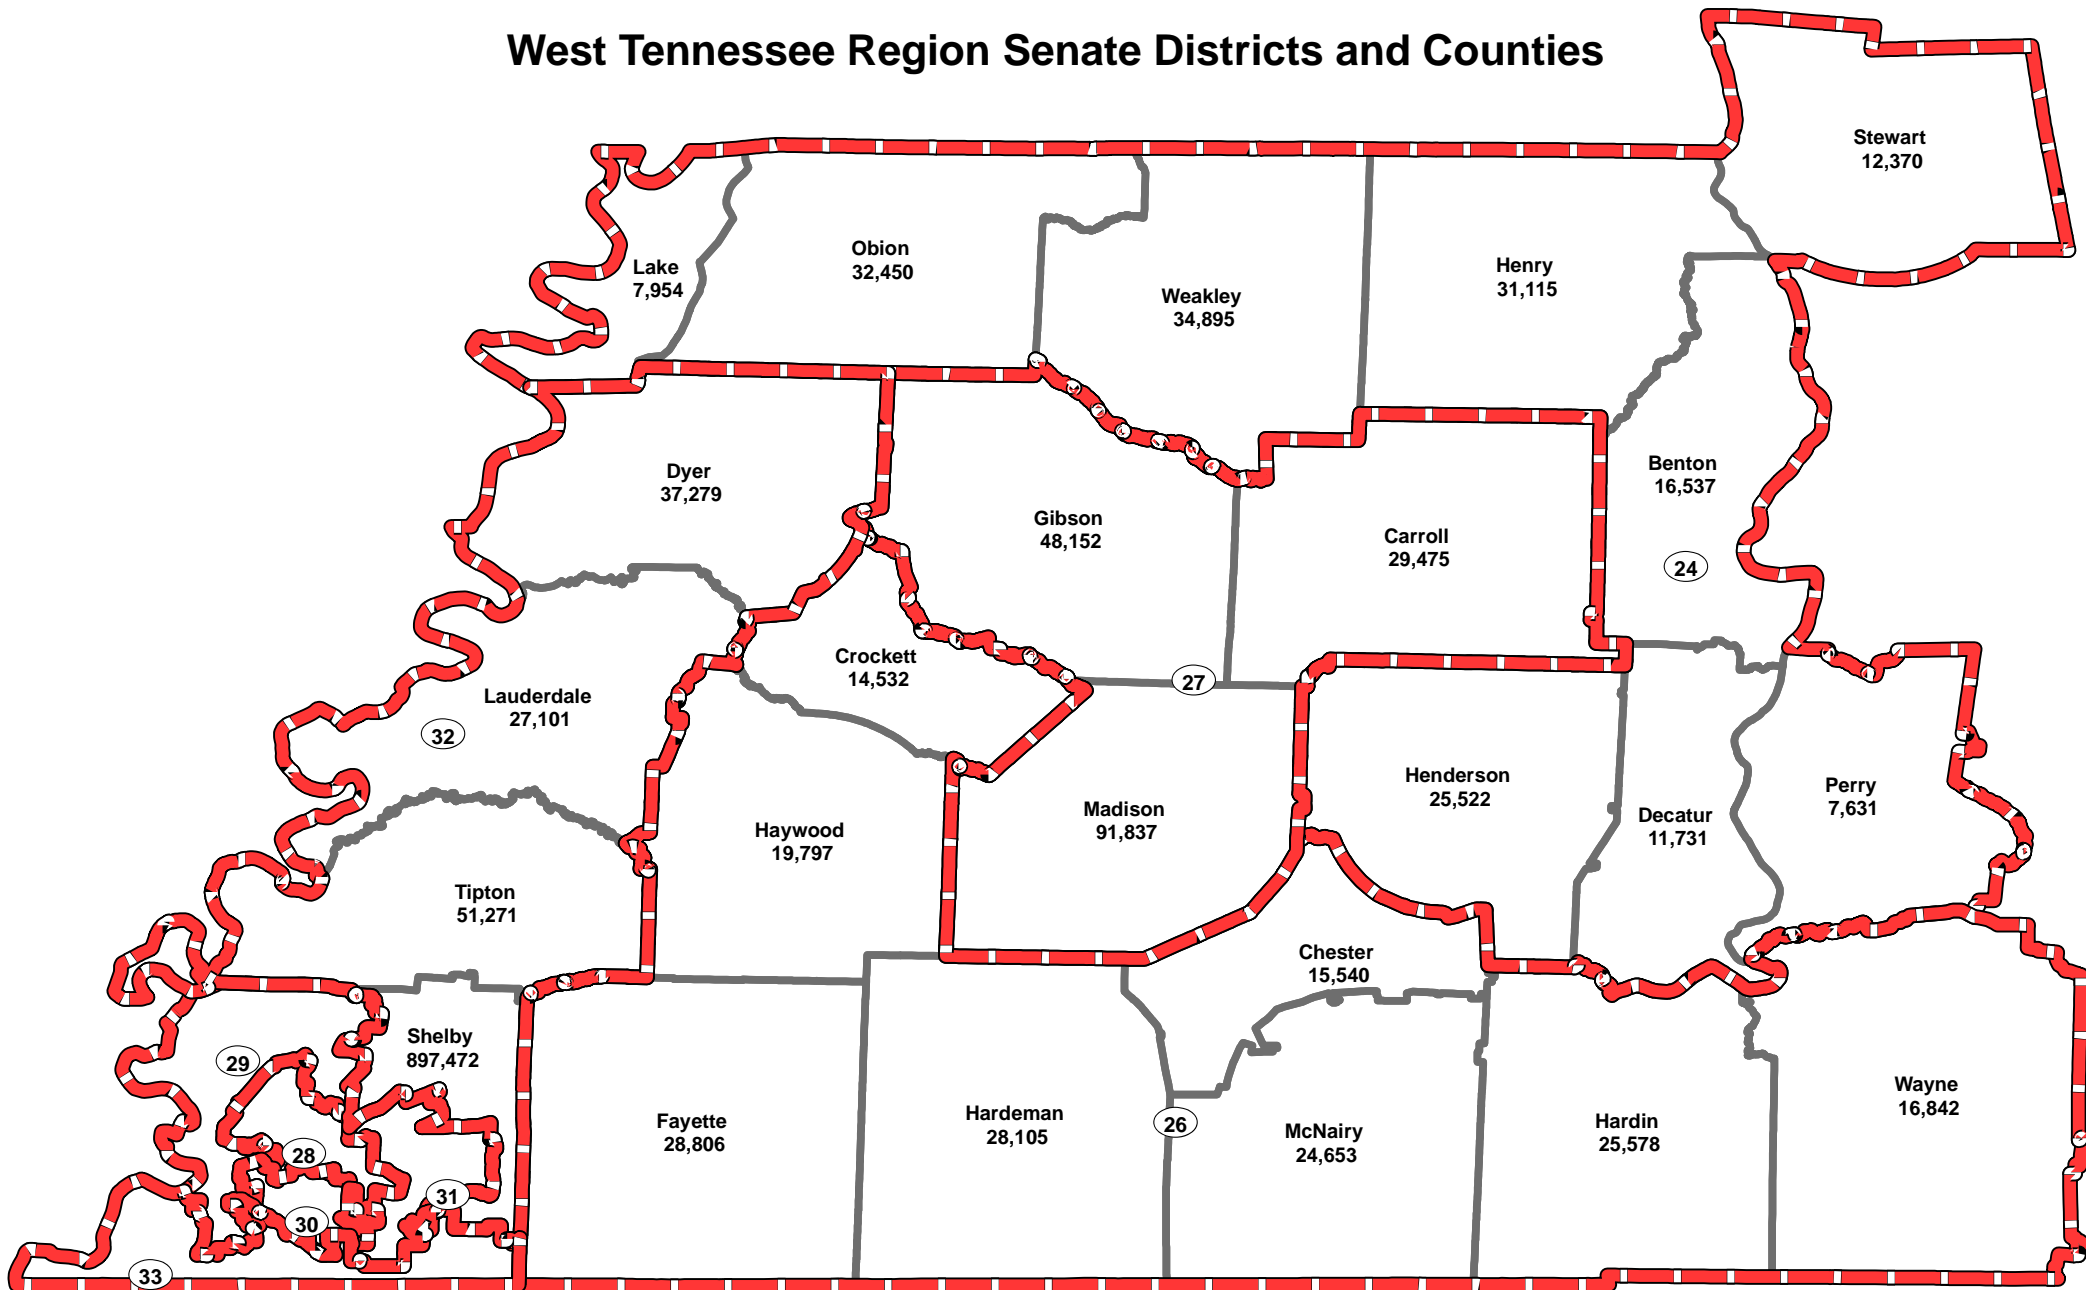 West Tennessee Region Senate Districts and Counties
Stewart
12,370
Lake
7,954
Obion
32,450
Weakley
34,895
Henry
31,115
Dyer
37,279
Gibson
48,152
Carroll
29,475
Benton
16,537
24
Crockett
14,532
27
Lauderdale
27,101
32
Haywood
19,797
Madison
91,837
Henderson
25,522
Decatur
11,731
Perry
7,631
Tipton
51,271
Chester
15,540
Shelby
897,472
29
Fayette
28,806
Hardeman
28,105
26
McNairy
24,653
Hardin
25,578
Wayne
16,842
28
31
30
33